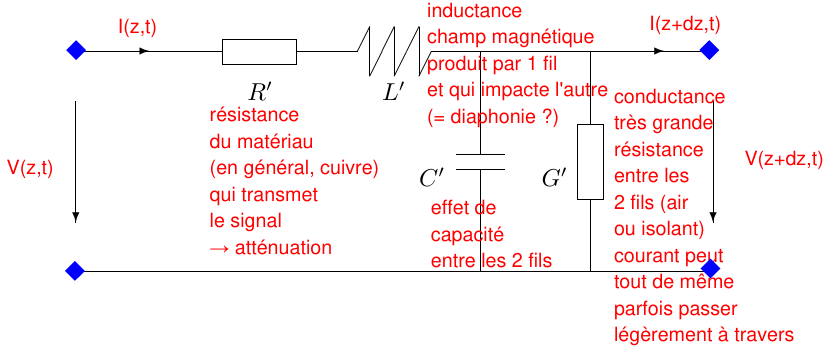 I(z,t)
R'
résistance
du matériau
(en général, cuivre)
qui transmet
le signal
→ atténuation
L'
inductance
champ magnétique
produit par 1 fil
et qui impacte l'autre
(= diaphonie ?)
C'
effet de
capacité
entre les 2 fils
G'
I(z+dz,t)
conductance
très grande
résistance
entre les
2 fils (air
ou isolant)
courant peut
tout de même
parfois passer
légèrement à travers
V(z,t)
V(z+dz,t)